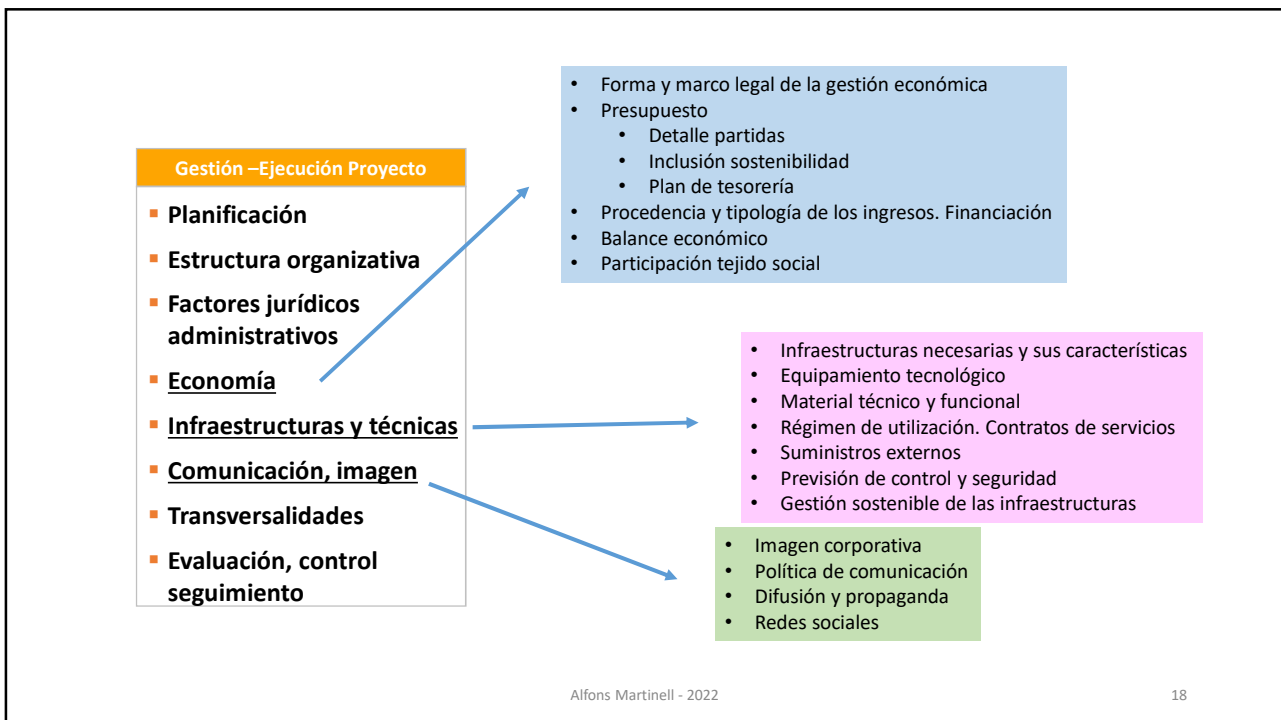 Gestión –Ejecución Proyecto
▪ Planificación
▪ Estructura organizativa
▪ Factores jurídicos
administrativos
▪ Economía
▪ Infraestructuras y técnicas
▪ Comunicación, imagen
▪ Transversalidades
▪ Evaluación, control
seguimiento
• Forma y marco legal de la gestión económica
• Presupuesto
• Detalle partidas
• Inclusión sostenibilidad
• Plan de tesorería
• Procedencia y tipología de los ingresos. Financiación
• Balance económico
• Participación tejido social
• Infraestructuras necesarias y sus características
• Equipamiento tecnológico
• Material técnico y funcional
• Régimen de utilización. Contratos de servicios
• Suministros externos
• Previsión de control y seguridad
• Gestión sostenible de las infraestructuras
• Imagen corporativa
• Política de comunicación
• Difusión y propaganda
• Redes sociales
Alfons Martinell - 2022
18